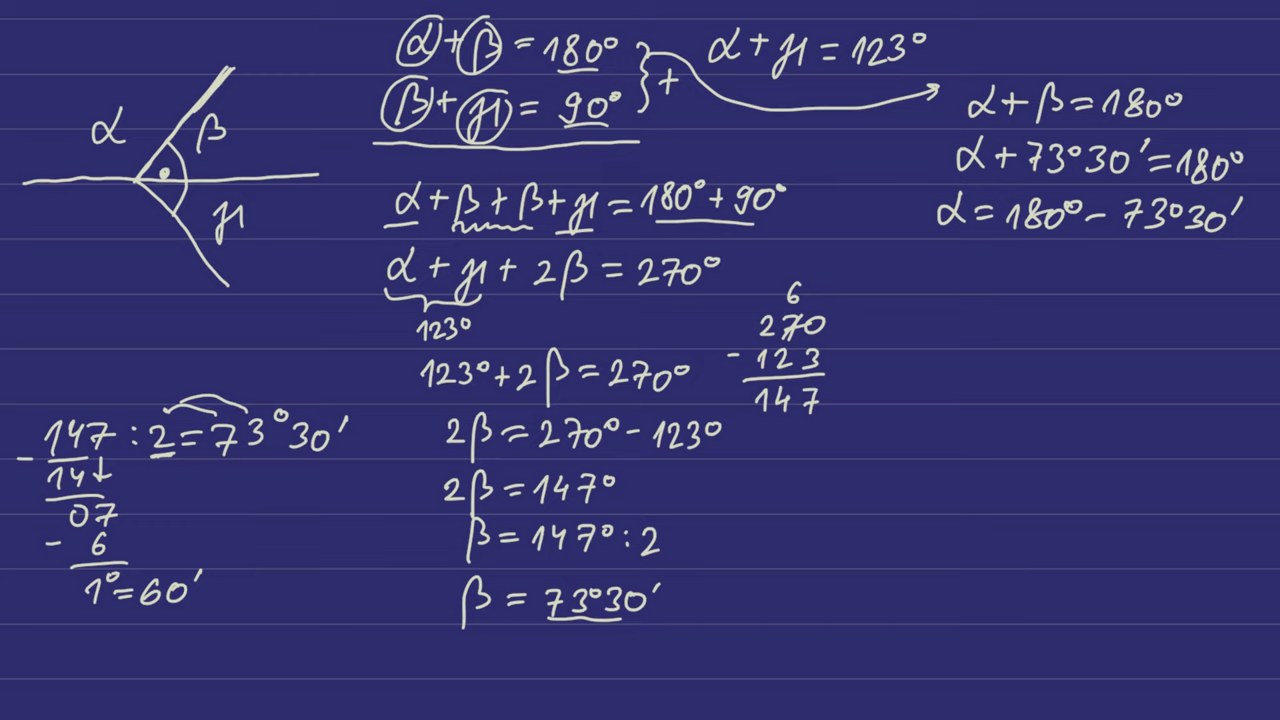 α
β
γ1
α+β=180°
β+γ1=90°
}+
α+γ1=123°
α+β+β+γ1=180°+90°
α+γ1+2β=270°
123°
123°+2β=270°
2β=270°-123°
2β=147°
β=147°:2
β=73°30'
6
270
-123
147
147:2=73°30'
-14
07
-6
1°=60'
α+β=180°
α+73°30'=180°
α=180°-73°30'